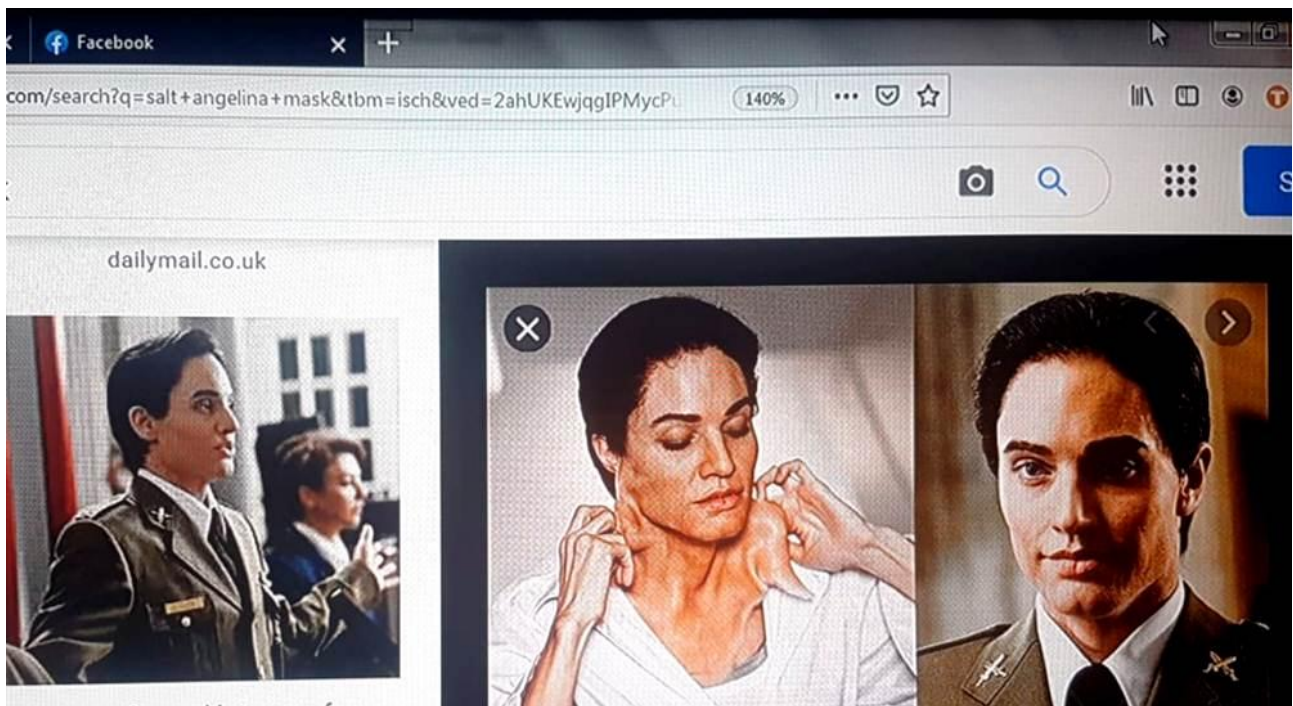 Facebook
com/search?q=salt+angelina+mask&tbm=isch&ved=2ahUKEwjqgIPMycP
140%
S
dailymail.co.uk